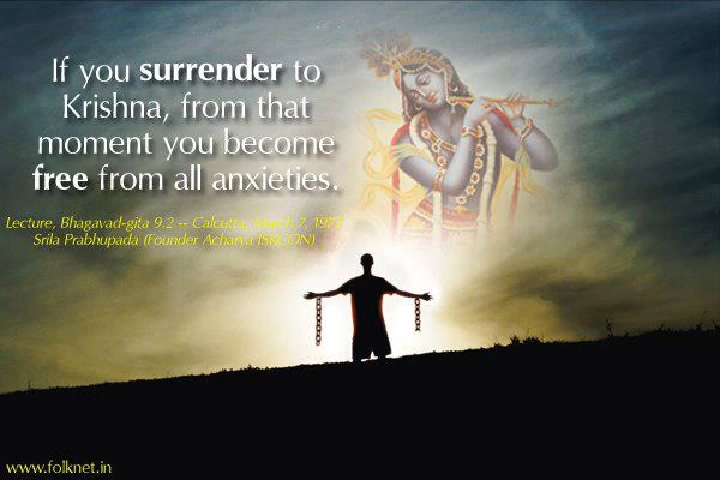 If you surrender to
Krishna, from that
moment you become
free from all anxieties.
Lecture, Bhagavad-gita 9.2 -- Calcutta, March 7, 197
Srila Prabhupada (Founder Acharya ISKCON)
www.folknet.in